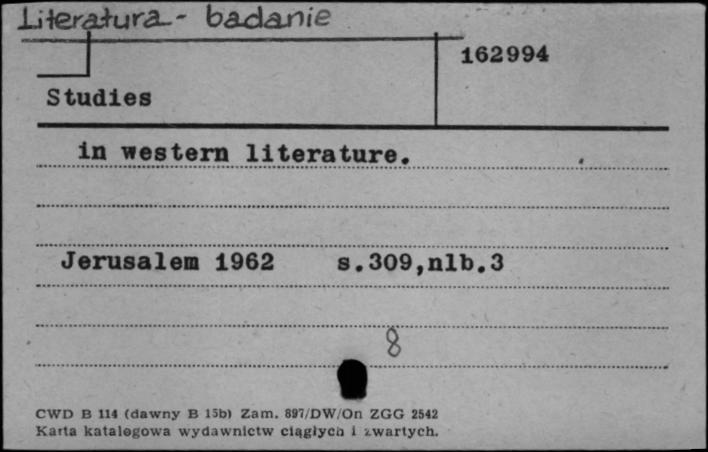 Literatura - badanie
162994
Studies
in western literature.
Jerusalem 1962 s.309,nlb.3
8
CWD B 114 (dawny B 15b) Zam. 897/DW/On ZGG 2542
Karta katalogowa wydawnictw ciągłych i zwartych.